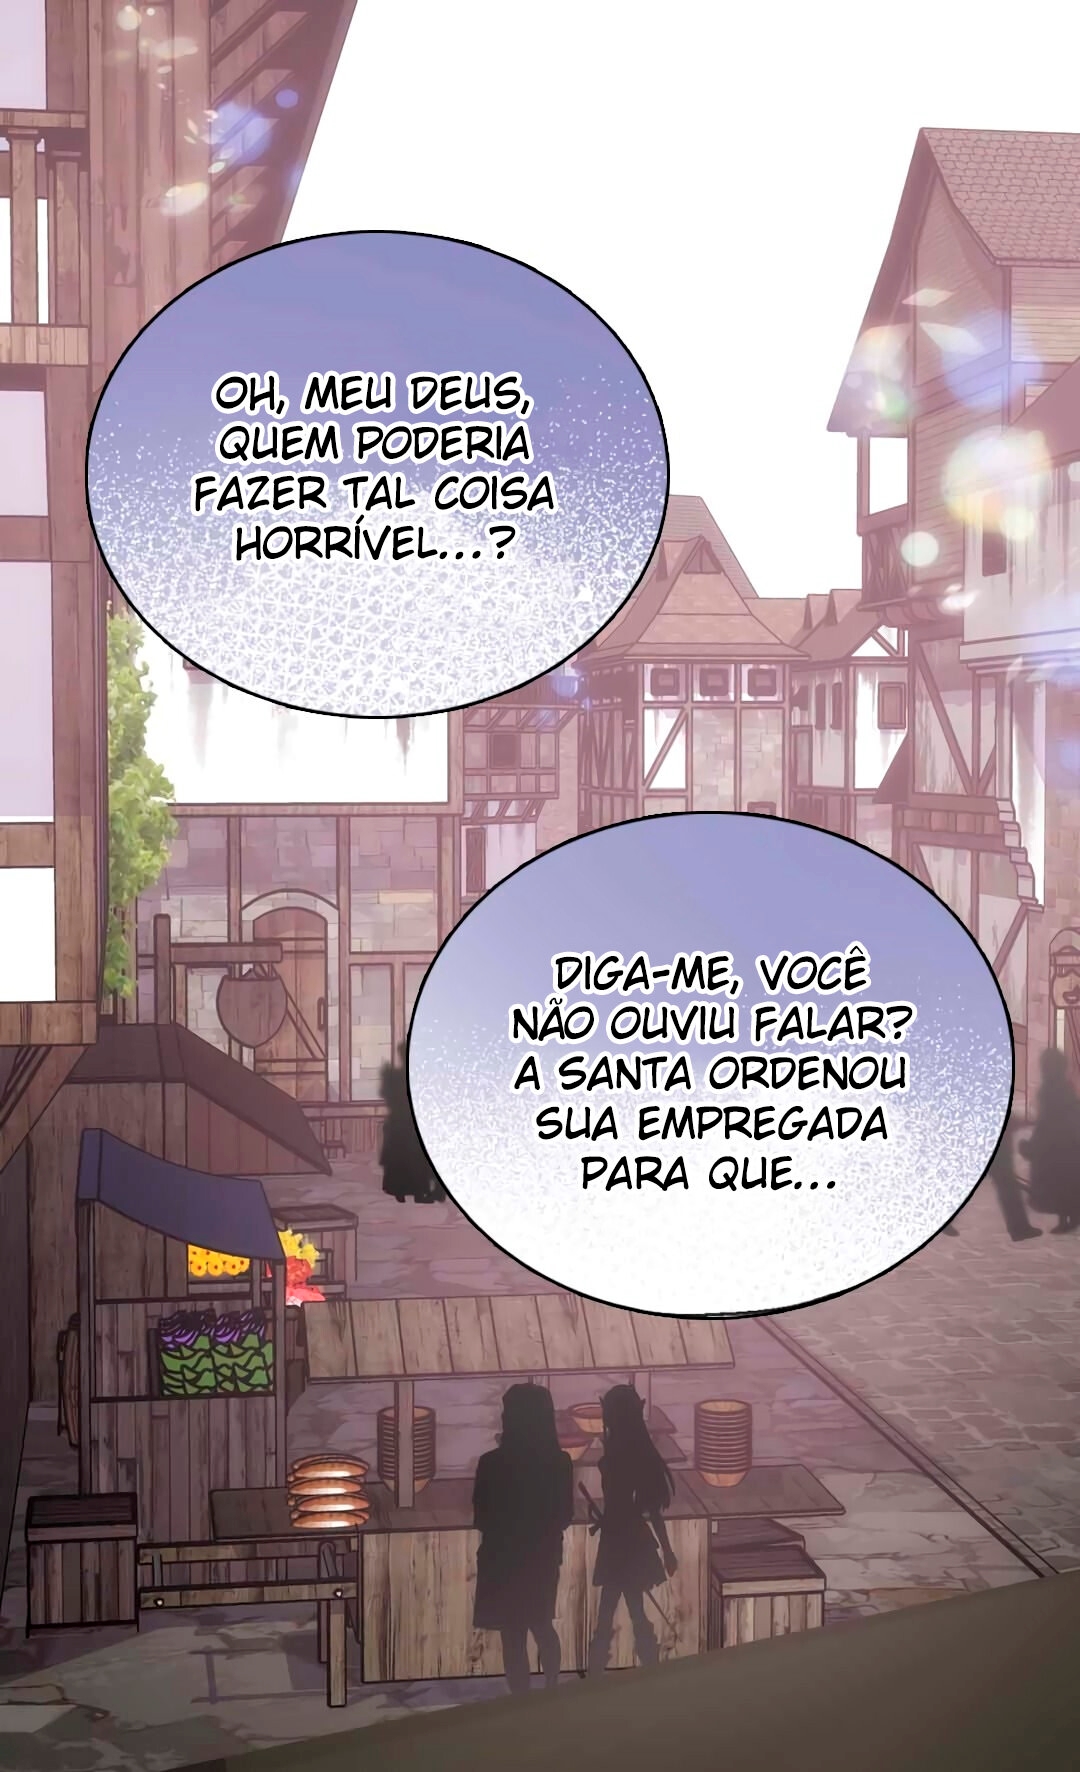 OH, MEU DEUS,
QUEM PODERIA
FAZER TAL COISA
HORRÍVEL...?
DIGA-ME, VOCÊ
NÃO OUVIU FALAR?
A SANTA ORDENOU
SUA EMPREGADA
PARA QUE...